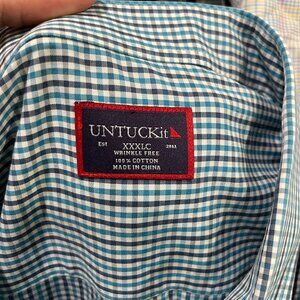 UNTUCKit
EST 2011
XXXLC
WRINKLE FREE
100% COTTON
MADE IN CHINA